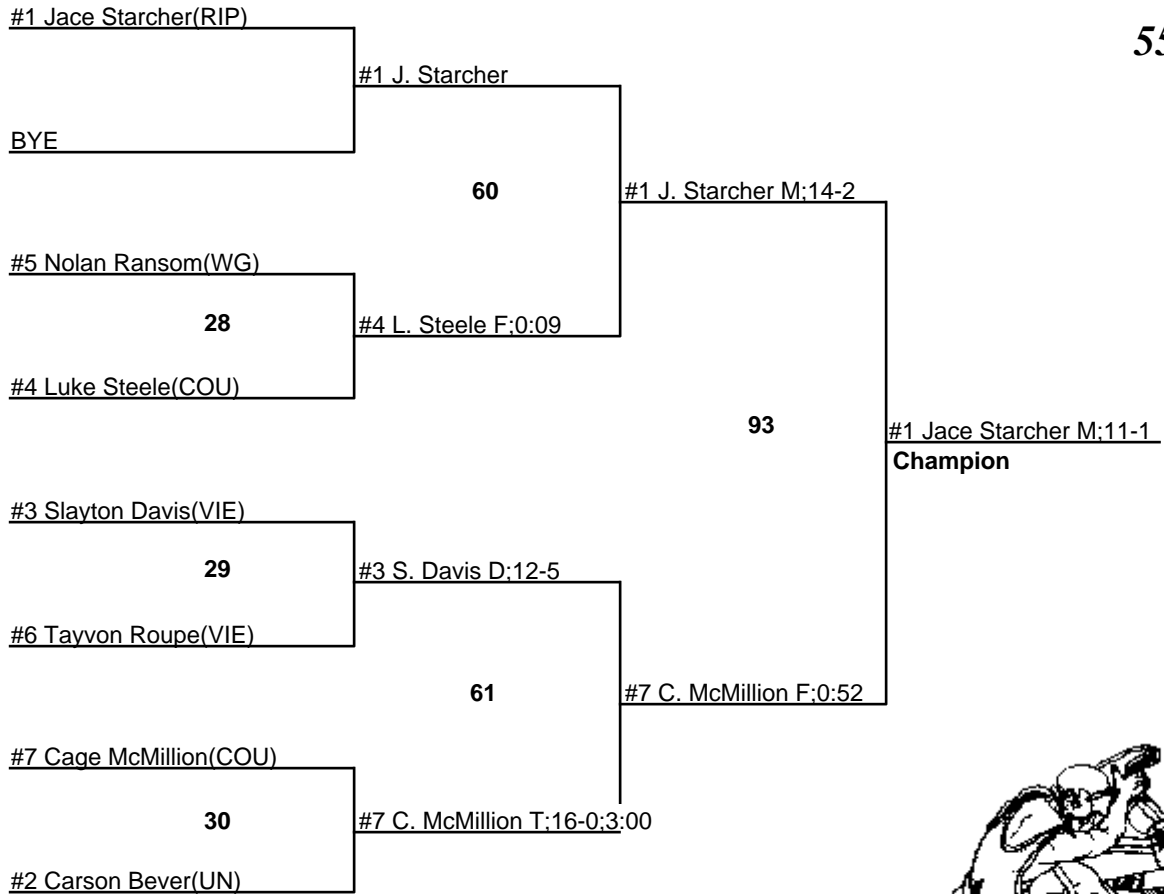 #1 Jace Starcher(RIP)
55
#1 J. Starcher
BYE
60
#1 J. Starcher M;14-2
#5 Nolan Ransom(WG)
28
#4 L. Steele F;0:09
#4 Luke Steele(COU)
93
#1 Jace Starcher M;11-1
Champion
#3 Slayton Davis(VIE)
29
#3 S. Davis D;12-5
#6 Tayvon Roupe(VIE)
61
#7 C. McMillion F;0:52
#7 Cage McMillion(COU)
30
#7 C. McMillion T;16-0;3:00
#2 Carson Bever(UN)